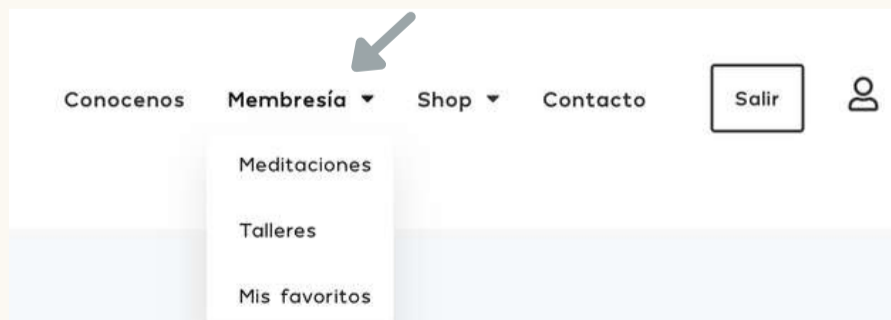 Conocenos Membresía Shop Contacto Salir
Meditaciones
Talleres
Mis favoritos